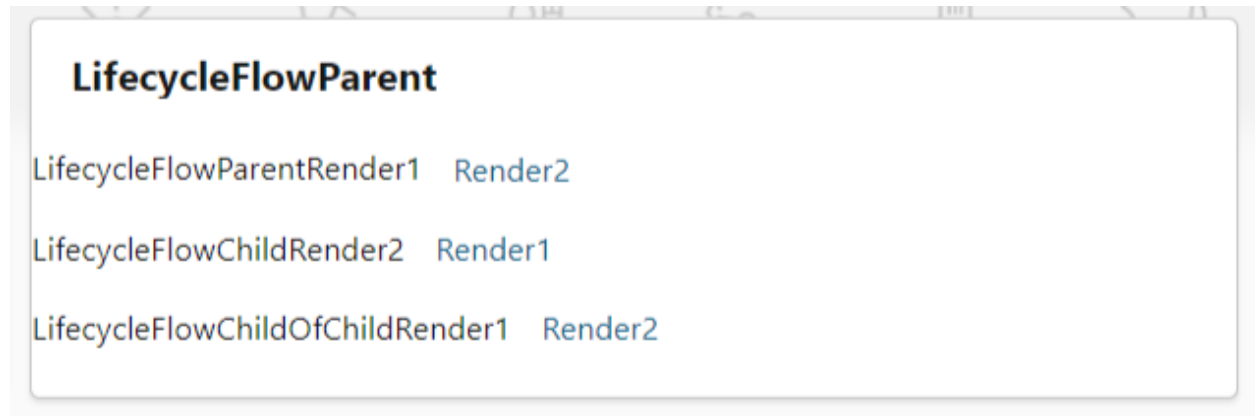 LifecycleFlowParent
LifecycleFlowParentRender1 Render2
LifecycleFlowChildRender2 Render1
LifecycleFlowChildOfChildRender1 Render2